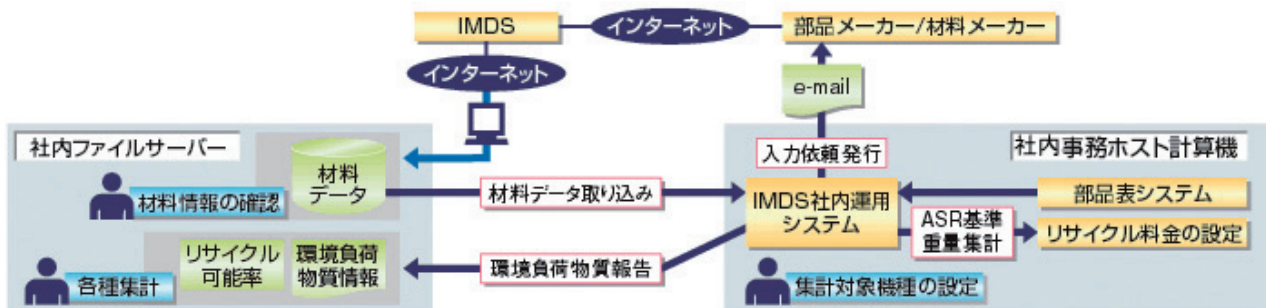 IMDS
インターネット
部品メーカー/材料メーカー
インターネット
e-mail
社内ファイルサーバー
社内事務ホスト計算機
材料
データ
入力依頼発行
材料情報の確認
材料データ取り込み
IMDS社内運用
システム
部品表システム
ASR基準
重量集計
リサイクル料金の設定
リサイクル
可能率
環境負荷
物質情報
環境負荷物質報告
各種集計
集計対象機種の設定